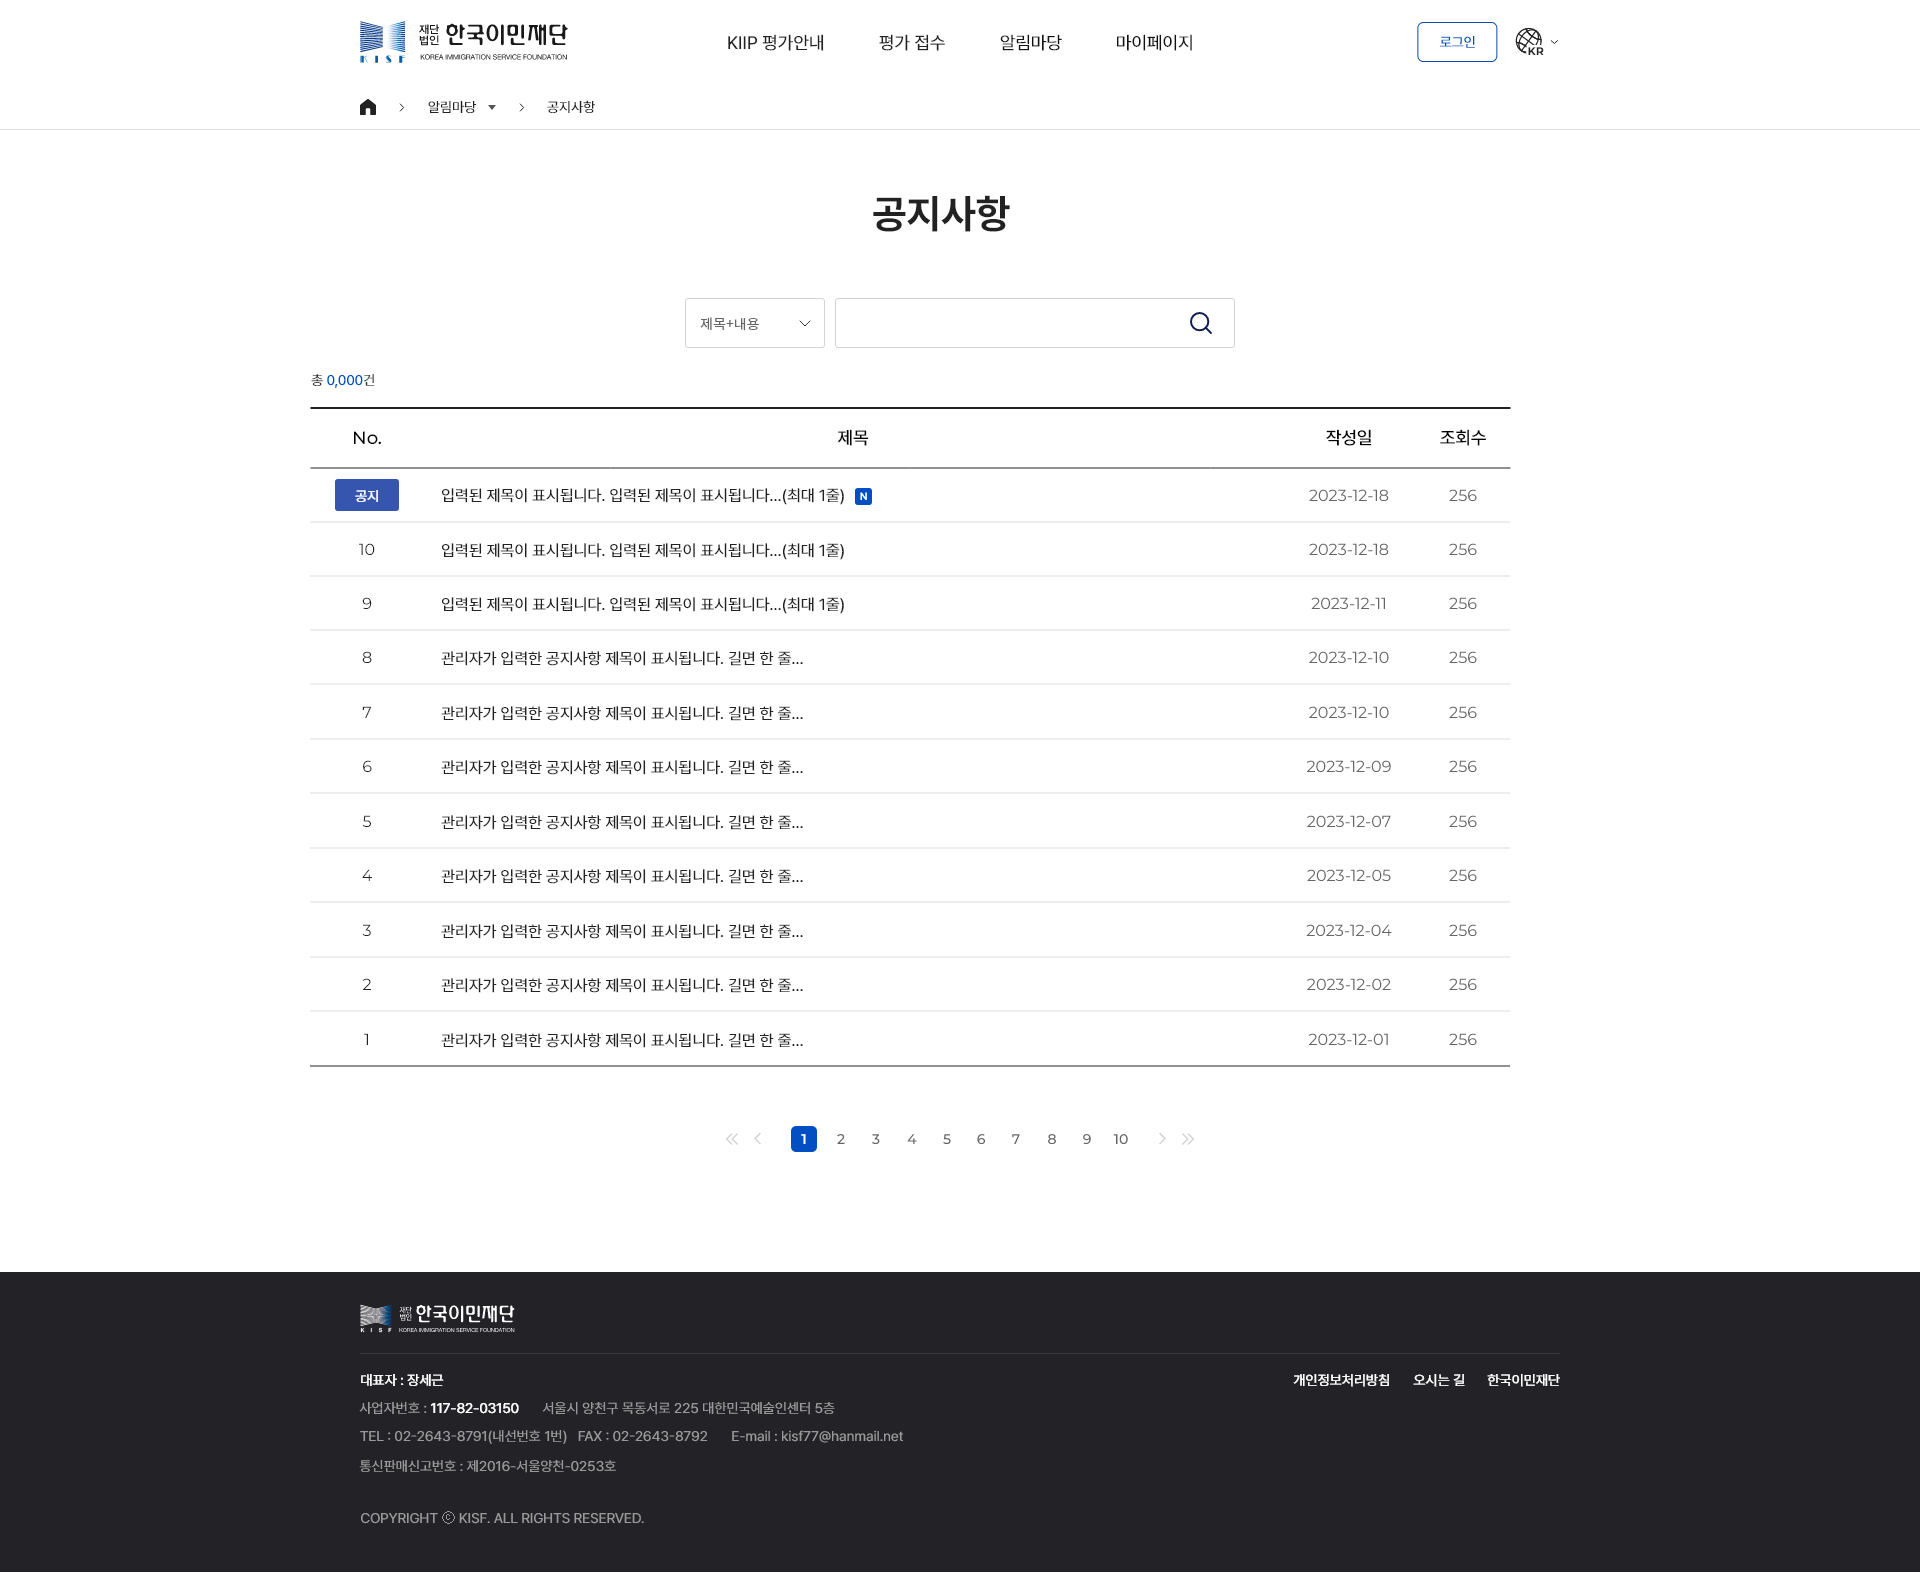 재단법인 한국이민재단
KISF KOREA IMMIGRATION SERVICE FOUNDATION
KIIP 평가안내 평가 접수 알림마당 마이페이지
로그인 KR
알림마당 공지사항
공지사항
제목+내용
총 0,000건
No. 제목 작성일 조회수
공지 입력된 제목이 표시됩니다. 입력된 제목이 표시됩니다...(최대 1줄) N 2023-12-18 256
10 입력된 제목이 표시됩니다. 입력된 제목이 표시됩니다...(최대 1줄) 2023-12-18 256
9 입력된 제목이 표시됩니다. 입력된 제목이 표시됩니다...(최대 1줄) 2023-12-11 256
8 관리자가 입력한 공지사항 제목이 표시됩니다. 길면 한 줄... 2023-12-10 256
7 관리자가 입력한 공지사항 제목이 표시됩니다. 길면 한 줄... 2023-12-10 256
6 관리자가 입력한 공지사항 제목이 표시됩니다. 길면 한 줄... 2023-12-09 256
5 관리자가 입력한 공지사항 제목이 표시됩니다. 길면 한 줄... 2023-12-07 256
4 관리자가 입력한 공지사항 제목이 표시됩니다. 길면 한 줄... 2023-12-05 256
3 관리자가 입력한 공지사항 제목이 표시됩니다. 길면 한 줄... 2023-12-04 256
2 관리자가 입력한 공지사항 제목이 표시됩니다. 길면 한 줄... 2023-12-02 256
1 관리자가 입력한 공지사항 제목이 표시됩니다. 길면 한 줄... 2023-12-01 256
1 2 3 4 5 6 7 8 9 10
재단법인 한국이민재단
KISF KOREA IMMIGRATION SERVICE FOUNDATION
대표자 : 장세근 개인정보처리방침 오시는 길 한국이민재단
사업자번호 : 117-82-03150 서울시 양천구 목동서로 225 대한민국예술인센터 5층
TEL : 02-2643-8791(내선번호 1번) FAX : 02-2643-8792 E-mail : kisf77@hanmail.net
통신판매신고번호 : 제2016-서울양천-0253호
COPYRIGHT ⓒ KISF. ALL RIGHTS RESERVED.